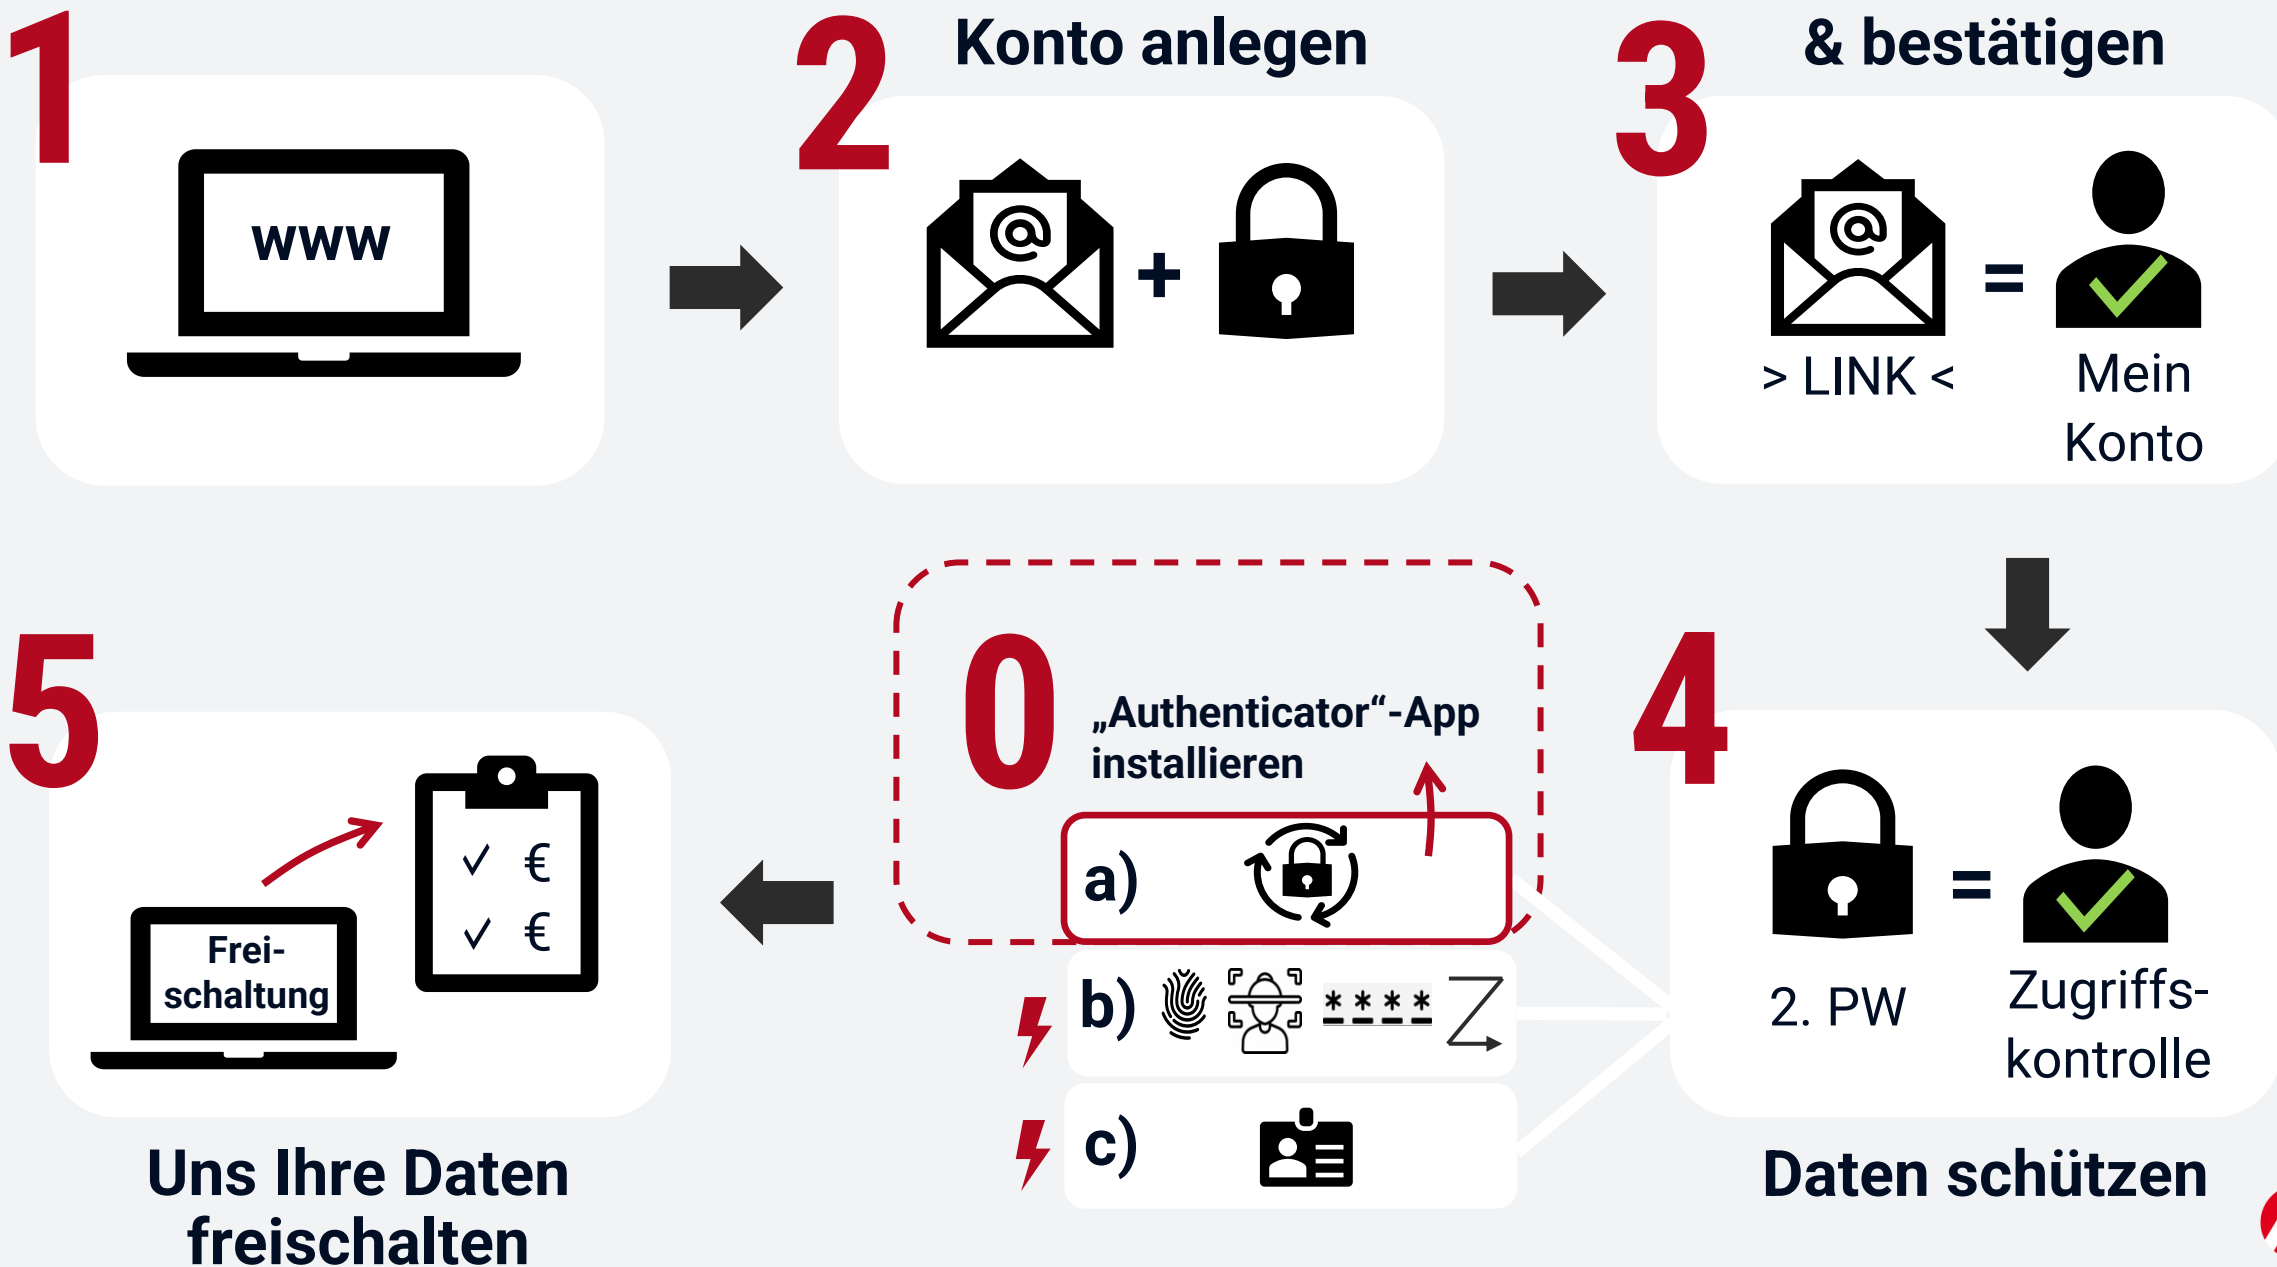 1
www
2
Konto anlegen
@
+
3
& bestätigen
@
=
> LINK <
Mein
Konto
4
=
2. PW
Zugriffs-
kontrolle
Daten schützen
0
„Authenticator“-App
installieren
a)
b)
* * * *
c)
5
✓ €
✓ €
Frei-
schaltung
Uns Ihre Daten
freischalten